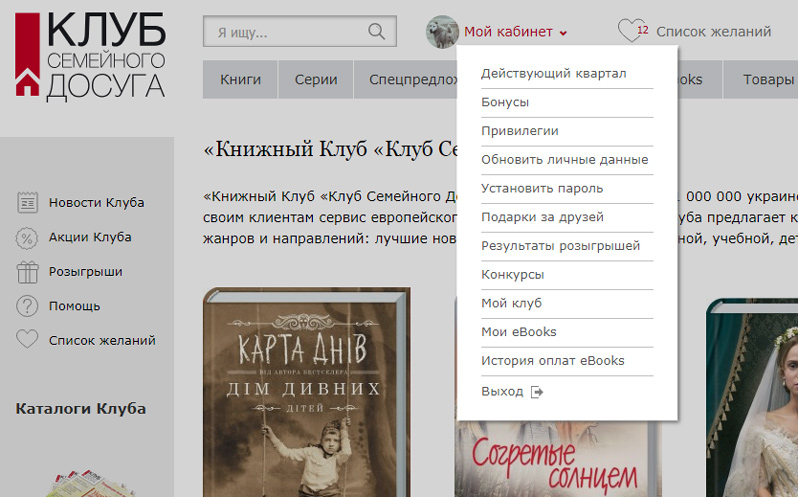 КЛУБ
СЕМЕЙНОГО
ДОСУГА
Я ищу...
Мой кабинет
12
Список желаний
Книги
Серии
Спецпредлож
oks
Товары
Действующий квартал
Бонусы
Привилегии
Обновить личные данные
Установить пароль
Подарки за друзей
Результаты розыгрышей
Конкурсы
Мой клуб
Мои eBooks
История оплат eBooks
Выход
Новости Клуба
Акции Клуба
Розыгрыши
Помощь
Список желаний
Каталоги Клуба
«Книжный Клуб «Клуб Се
«Книжный Клуб «Клуб Семейного До 1 000 000 украин
своим клиентам сервис европейског уба предлагает к
жанров и направлений: лучшие нов ной, учебной, дет
КАРТА ДНІВ
ВІД АВТОРА БЕСТСЕЛЕРА
ДІМ ДИВНИХ
ДІТЕЙ
Согретые
солнцем